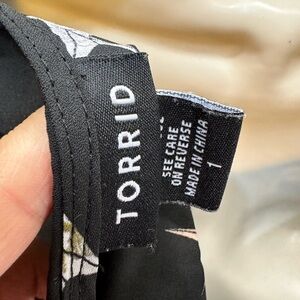 TORRID
SEE CARE
ON REVERSE
MADE IN CHINA
1